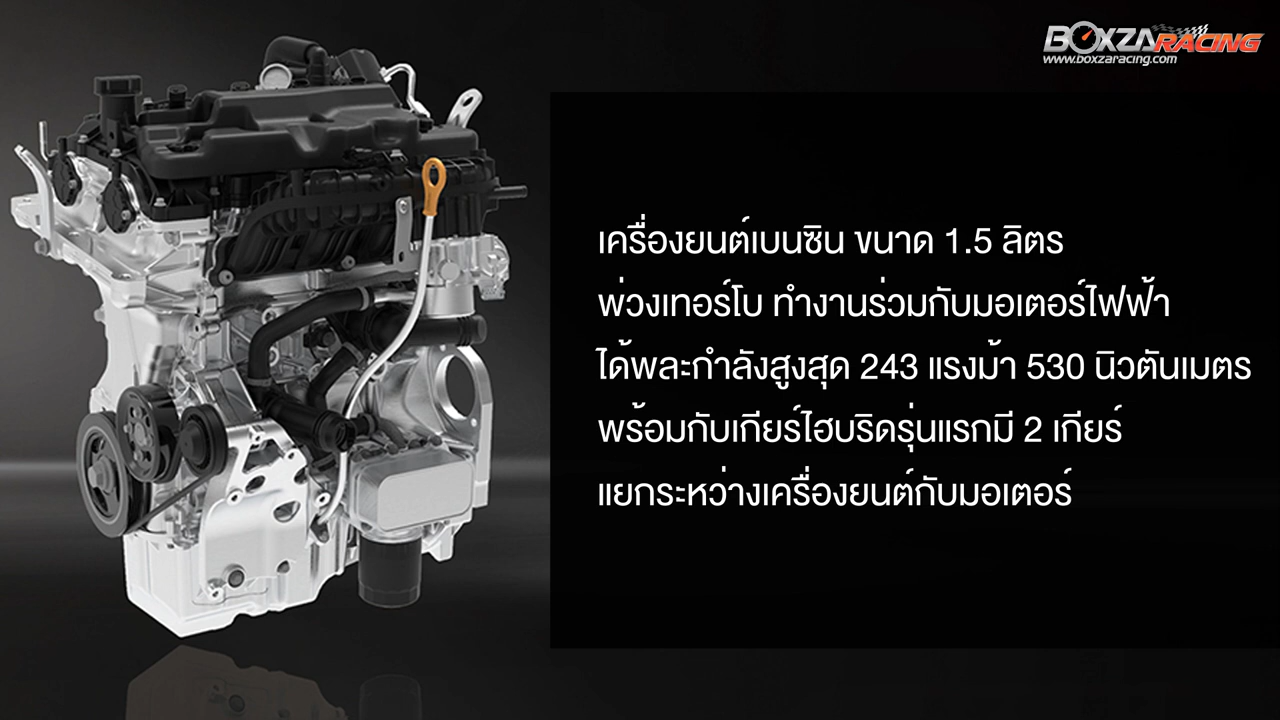 BOXZA RACING
www.boxzaracing.com
เครื่องยนต์เบนซิน ขนาด 1.5 ลิตร
พ่วงเทอร์โบ ทำงานร่วมกับมอเตอร์ไฟฟ้า
ได้พละกำลังสูงสุด 243 แรงม้า 530 นิวตันเมตร
พร้อมกับเกียร์ไฮบริดรุ่นแรกมี 2 เกียร์
แยกระหว่างเครื่องยนต์กับมอเตอร์